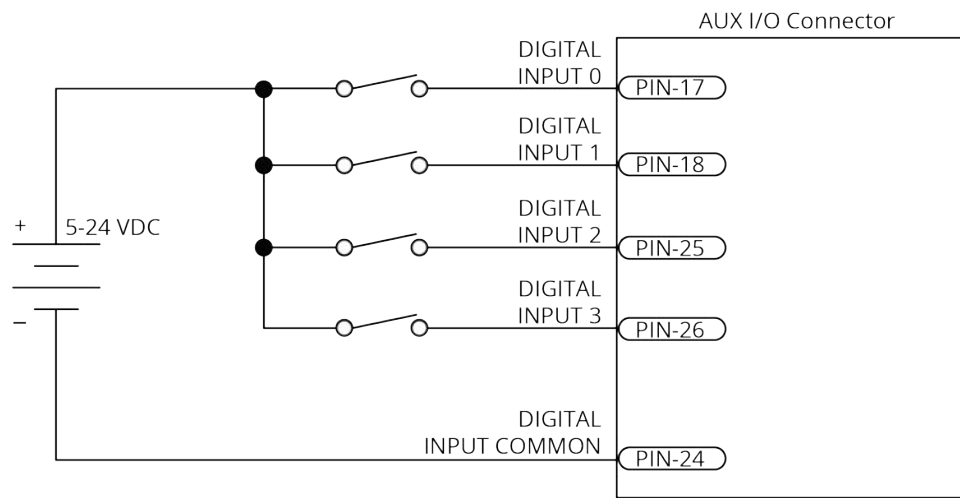 AUX I/O Connector
DIGITAL
INPUT 0
PIN-17
DIGITAL
INPUT 1
PIN-18
+ 5-24 VDC
DIGITAL
INPUT 2
PIN-25
DIGITAL
INPUT 3
PIN-26
–
DIGITAL
INPUT COMMON
PIN-24